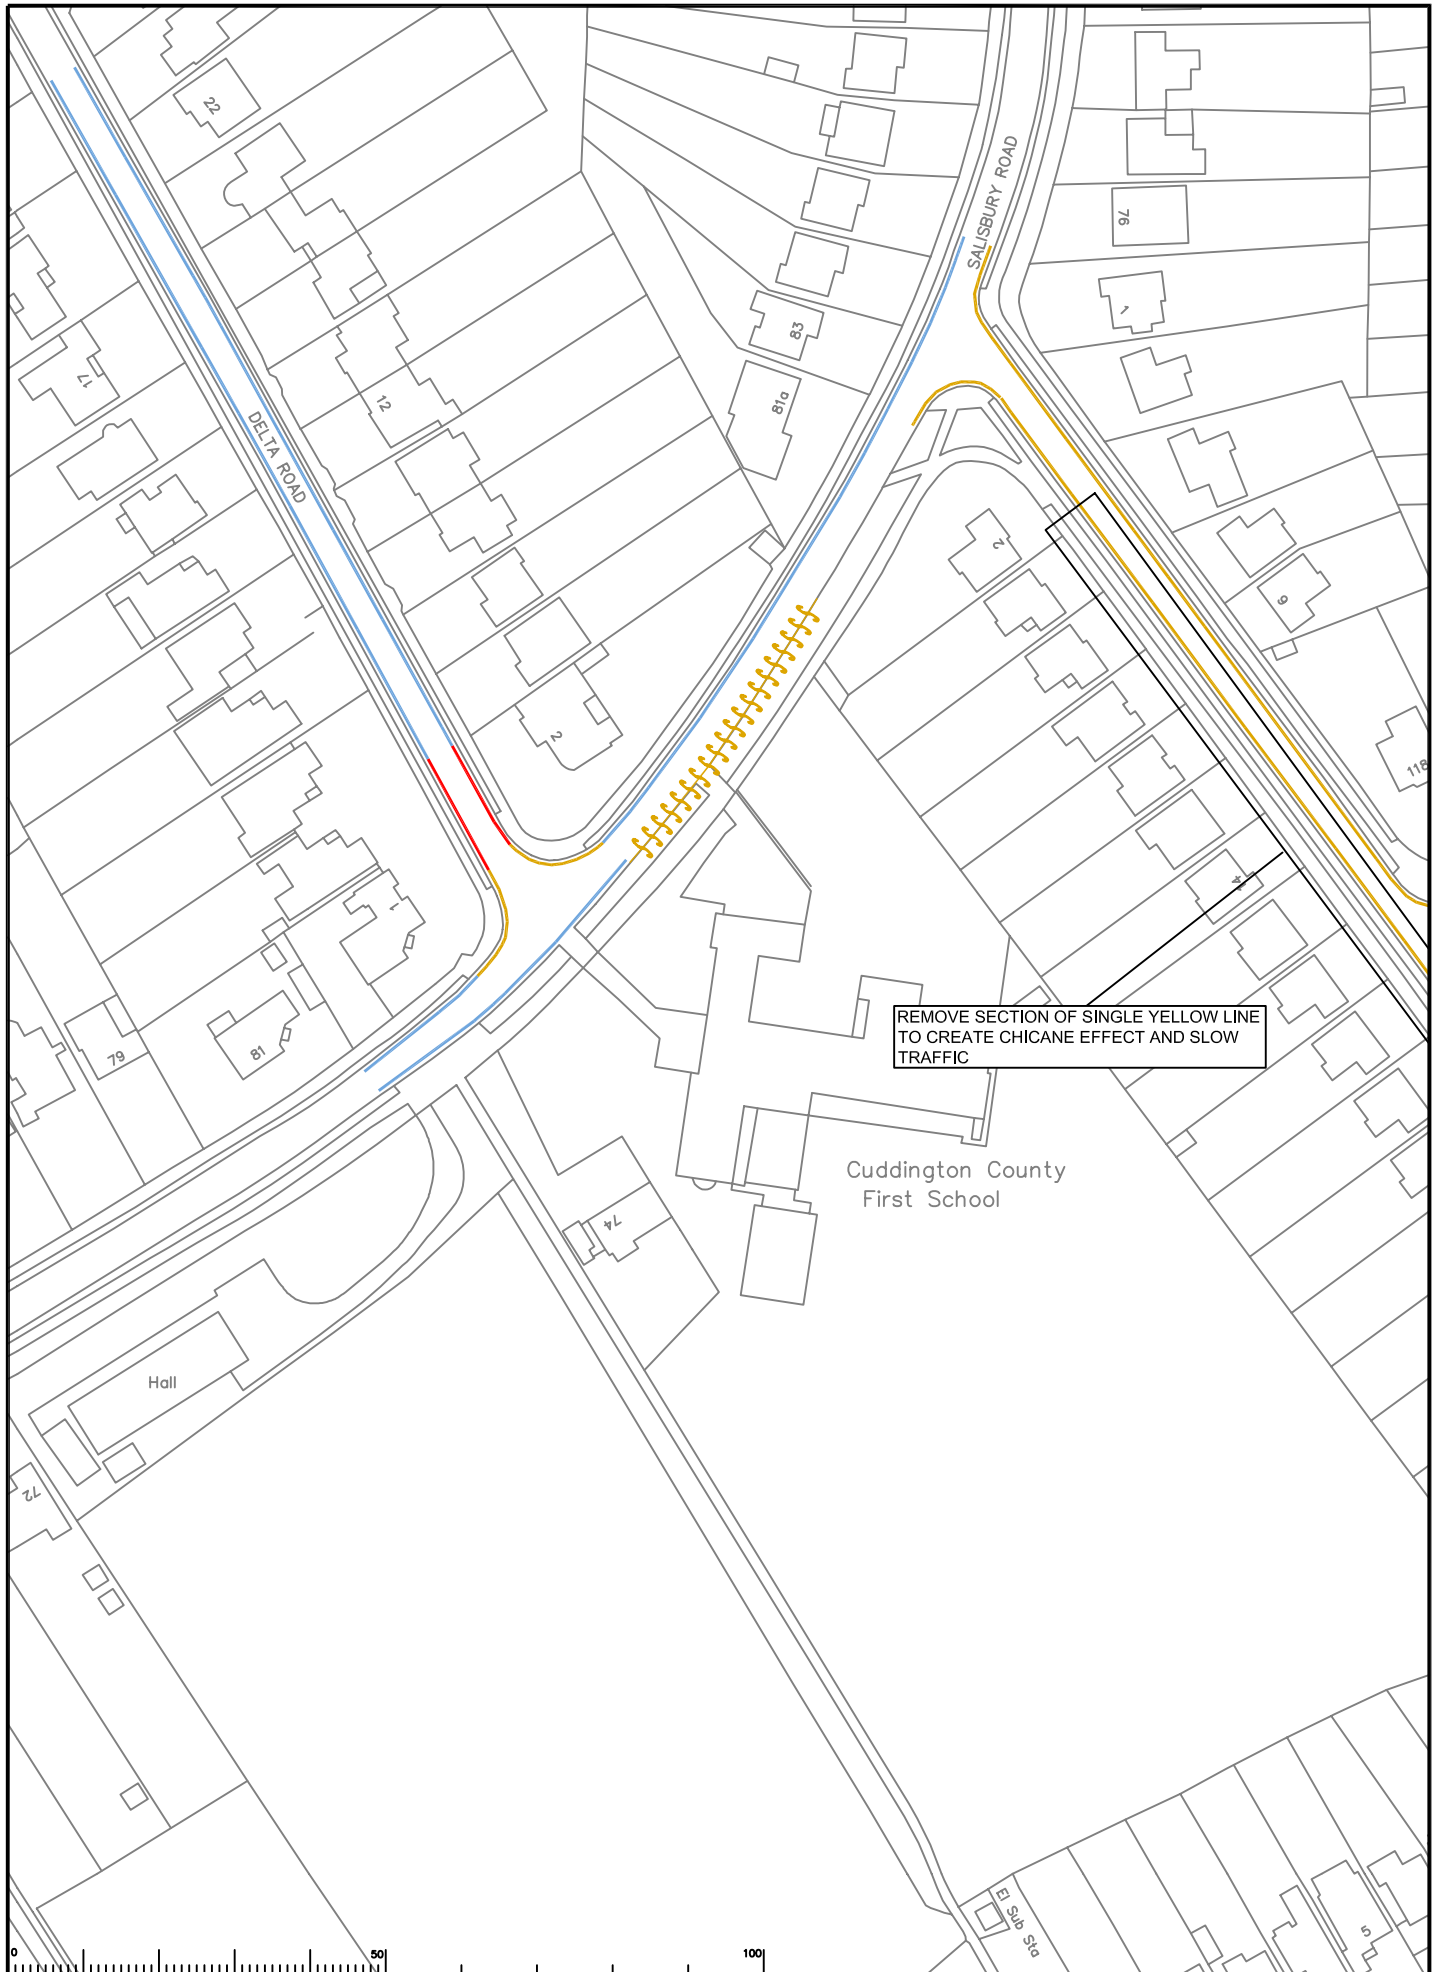 22
SALISBURY ROAD
76
1
83
17
12
81a
DELTA ROAD
2
9
2
118
1
4
79
81
REMOVE SECTION OF SINGLE YELLOW LINE
TO CREATE CHICANE EFFECT AND SLOW
TRAFFIC
Cuddington County
First School
74
Hall
72
El Sub Sta
5
0
50
100